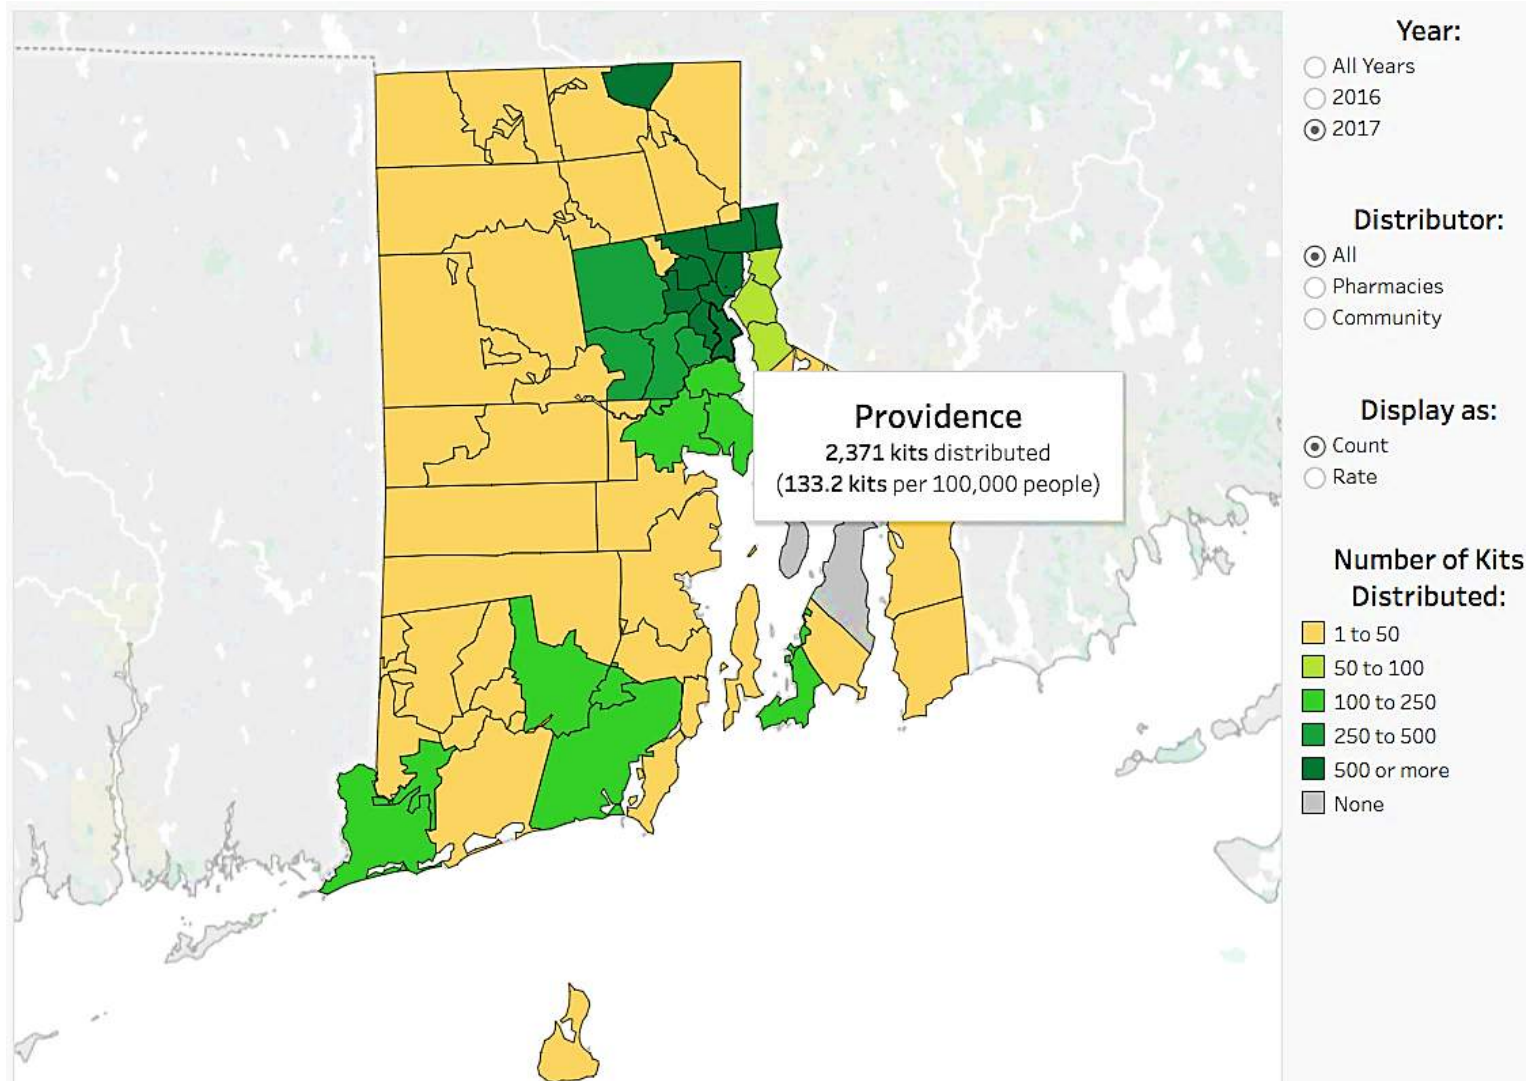 Year:
All Years
2016
2017
Distributor:
All
Pharmacies
Community
Display as:
Count
Rate
Providence
2,371 kits distributed
(133.2 kits per 100,000 people)
Number of Kits
Distributed:
1 to 50
50 to 100
100 to 250
250 to 500
500 or more
None